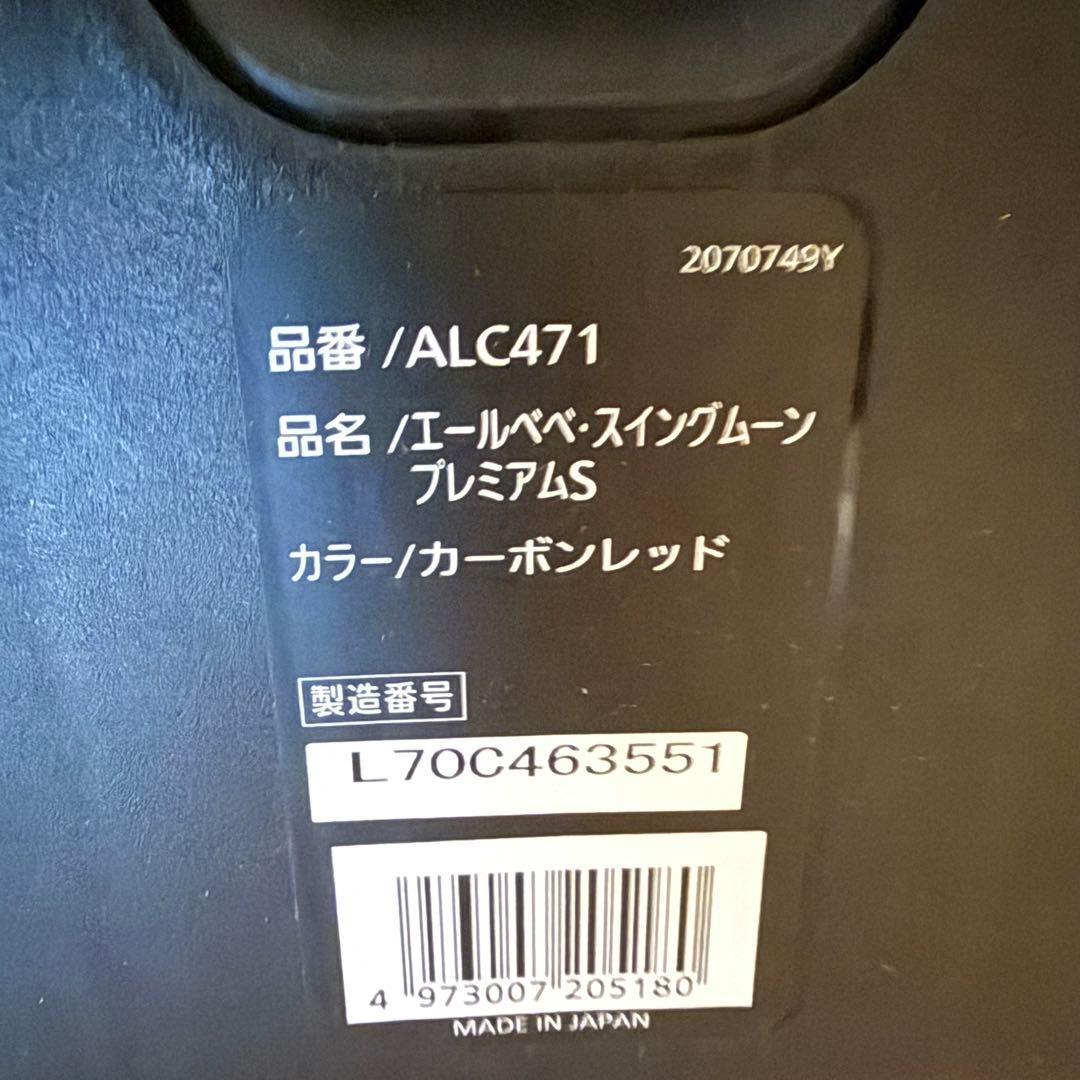 2070749Y
品番 /ALC471
品名 /エールベベ・スイングムーン
プレミアムS
カラー/カーボンレッド
製造番号
L70C463551
4 973007 205180
MADE IN JAPAN